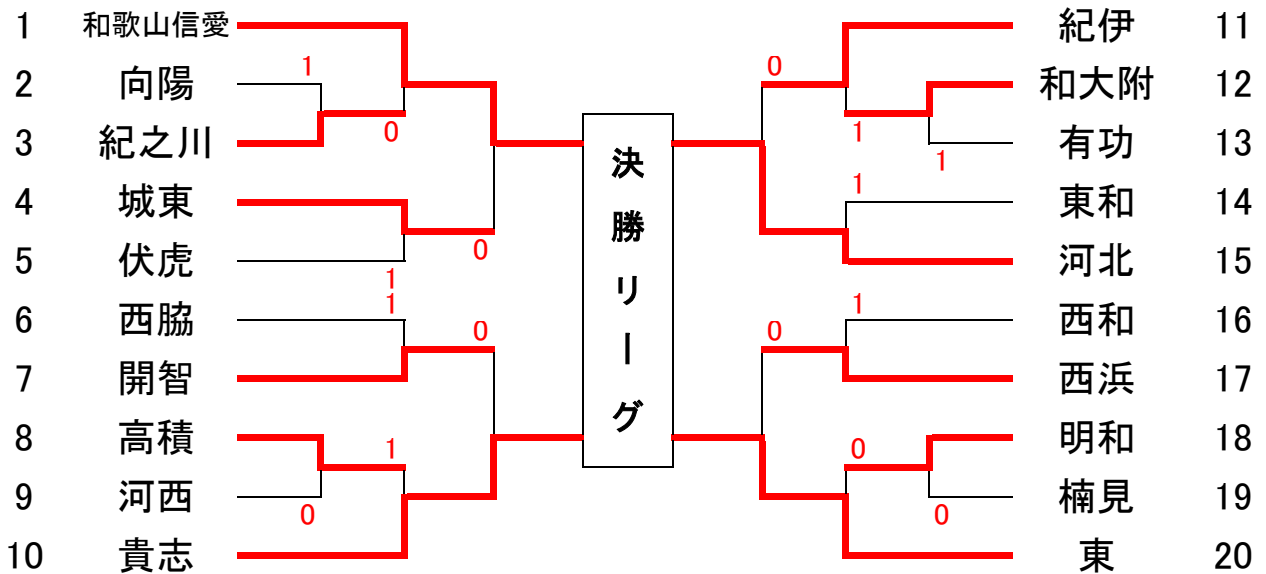 1 和歌山信愛
2 向陽
3 紀之川
4 城東
5 伏虎
6 西脇
7 開智
8 高積
9 河西
10 貴志
1
0
0
1
1
0
1
0
決勝リーグ
0
1
1
1
1
0
0
0
紀伊 11
和大附 12
有功 13
東和 14
河北 15
西和 16
西浜 17
明和 18
楠見 19
東 20